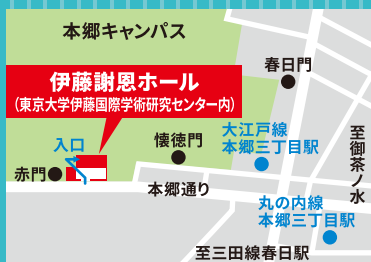 本郷キャンパス
伊藤謝恩ホール
(東京大学伊藤国際学術研究センター内)
春日門
入口
懐徳門
大江戸線
本郷三丁目駅
赤門
本郷通り
至御茶ノ水
丸の内線
本郷三丁目駅
至三田線春日駅